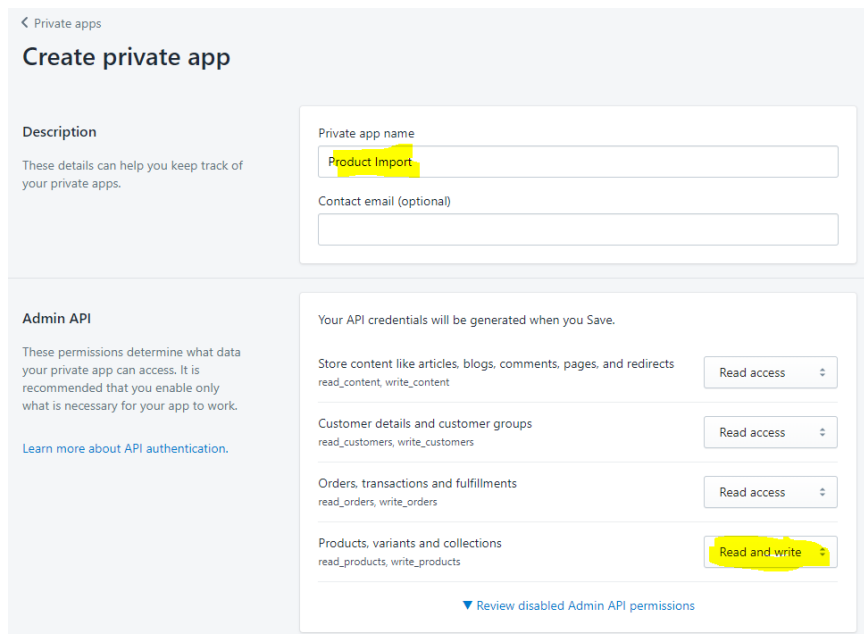 Private apps
Create private app
Description
These details can help you keep track of
your private apps.
Private app name
Product Import
Contact email (optional)
Admin API
These permissions determine what data
your private app can access. It is
recommended that you enable only
what is necessary for your app to work.
Learn more about API authentication.
Your API credentials will be generated when you Save.
Store content like articles, blogs, comments, pages, and redirects
read_content, write_content
Read access
Customer details and customer groups
read_customers, write_customers
Read access
Orders, transactions and fulfillments
read_orders, write_orders
Read access
Products, variants and collections
read_products, write_products
Read and write
▼ Review disabled Admin API permissions